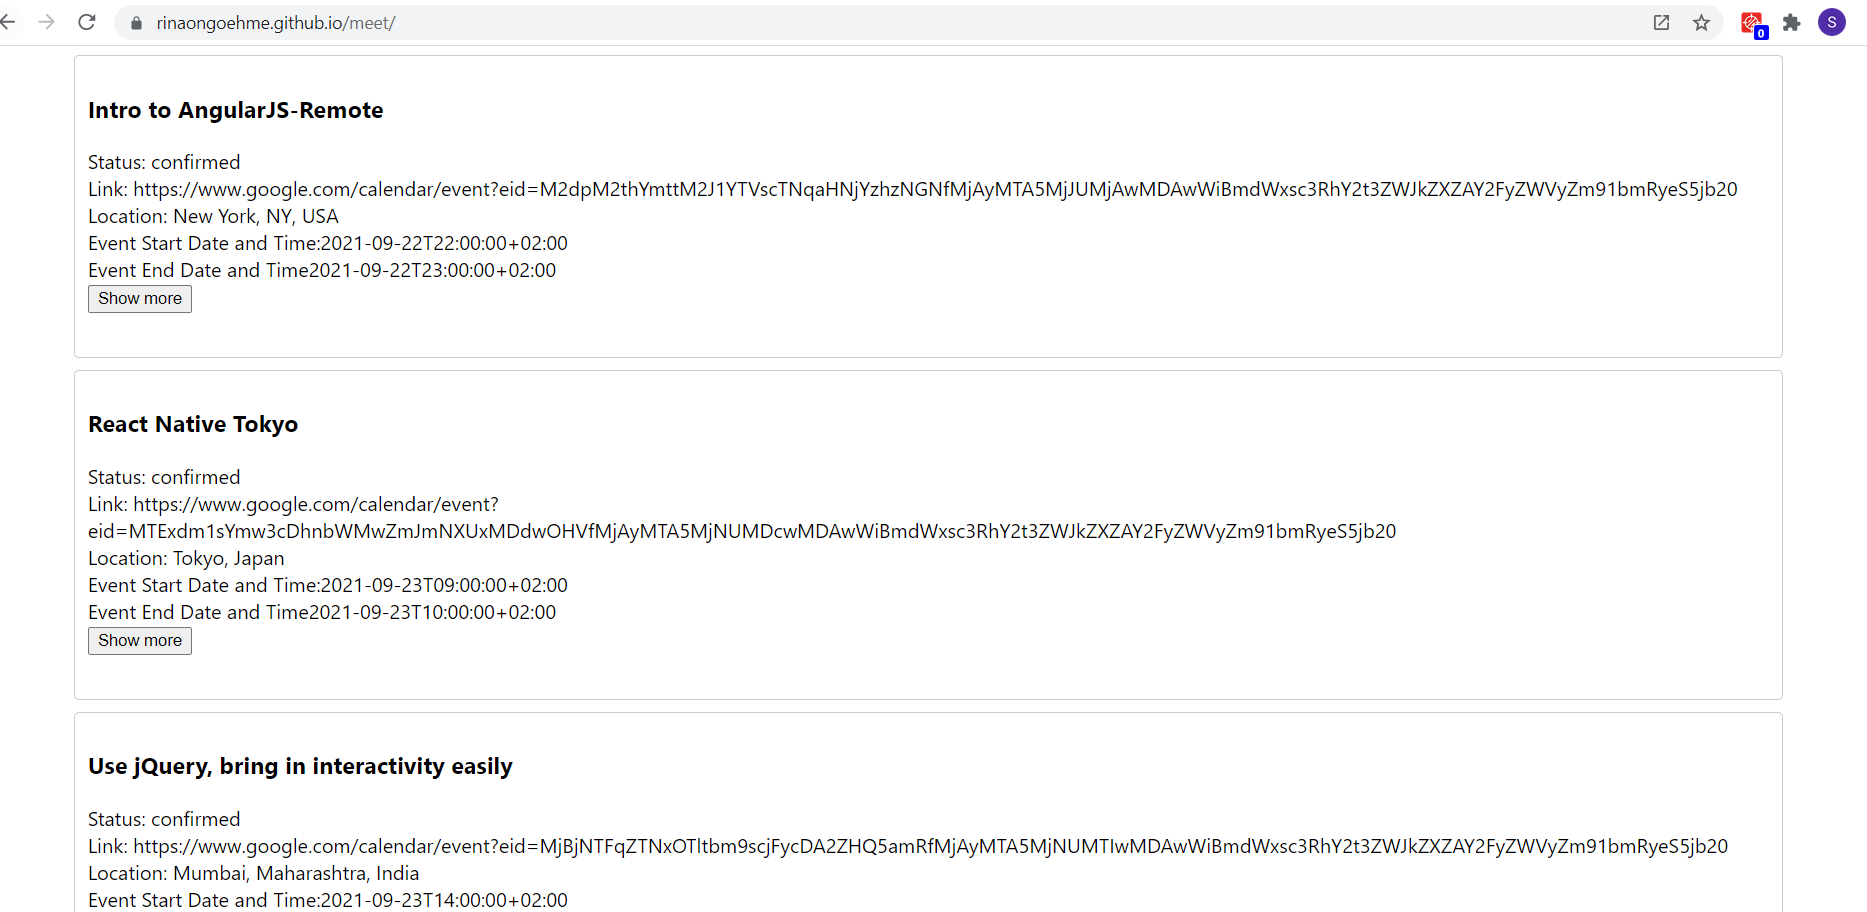 rinaongoehme.github.io/meet/
0
S
Intro to AngularJS-Remote
Status: confirmed
Link: https://www.google.com/calendar/event?eid=M2dpM2thYmttM2J1YTVscTNqaHNjYzhzNGNfMjAyMTA5MjJUMjAwMDAwWiBmdWxsc3RhY2t3ZWJkZXZAY2FyZWVyZm91bmRyeS5jb20
Location: New York, NY, USA
Event Start Date and Time:2021-09-22T22:00:00+02:00
Event End Date and Time2021-09-22T23:00:00+02:00
Show more
React Native Tokyo
Status: confirmed
Link: https://www.google.com/calendar/event?
eid=MTExdm1sYmw3cDhnbWMwZmJmNXUxMDdwOHVfMjAyMTA5MjNUMDcwMDAwWiBmdWxsc3RhY2t3ZWJkZXZAY2FyZWVyZm91bmRyeS5jb20
Location: Tokyo, Japan
Event Start Date and Time:2021-09-23T09:00:00+02:00
Event End Date and Time2021-09-23T10:00:00+02:00
Show more
Use jQuery, bring in interactivity easily
Status: confirmed
Link: https://www.google.com/calendar/event?eid=MjBjNTFqZTNxOTltbm9scjFycDA2ZHQ5amRfMjAyMTA5MjNUMTIwMDAwWiBmdWxsc3RhY2t3ZWJkZXZAY2FyZWVyZm91bmRyeS5jb20
Location: Mumbai, Maharashtra, India
Event Start Date and Time:2021-09-23T14:00:00+02:00